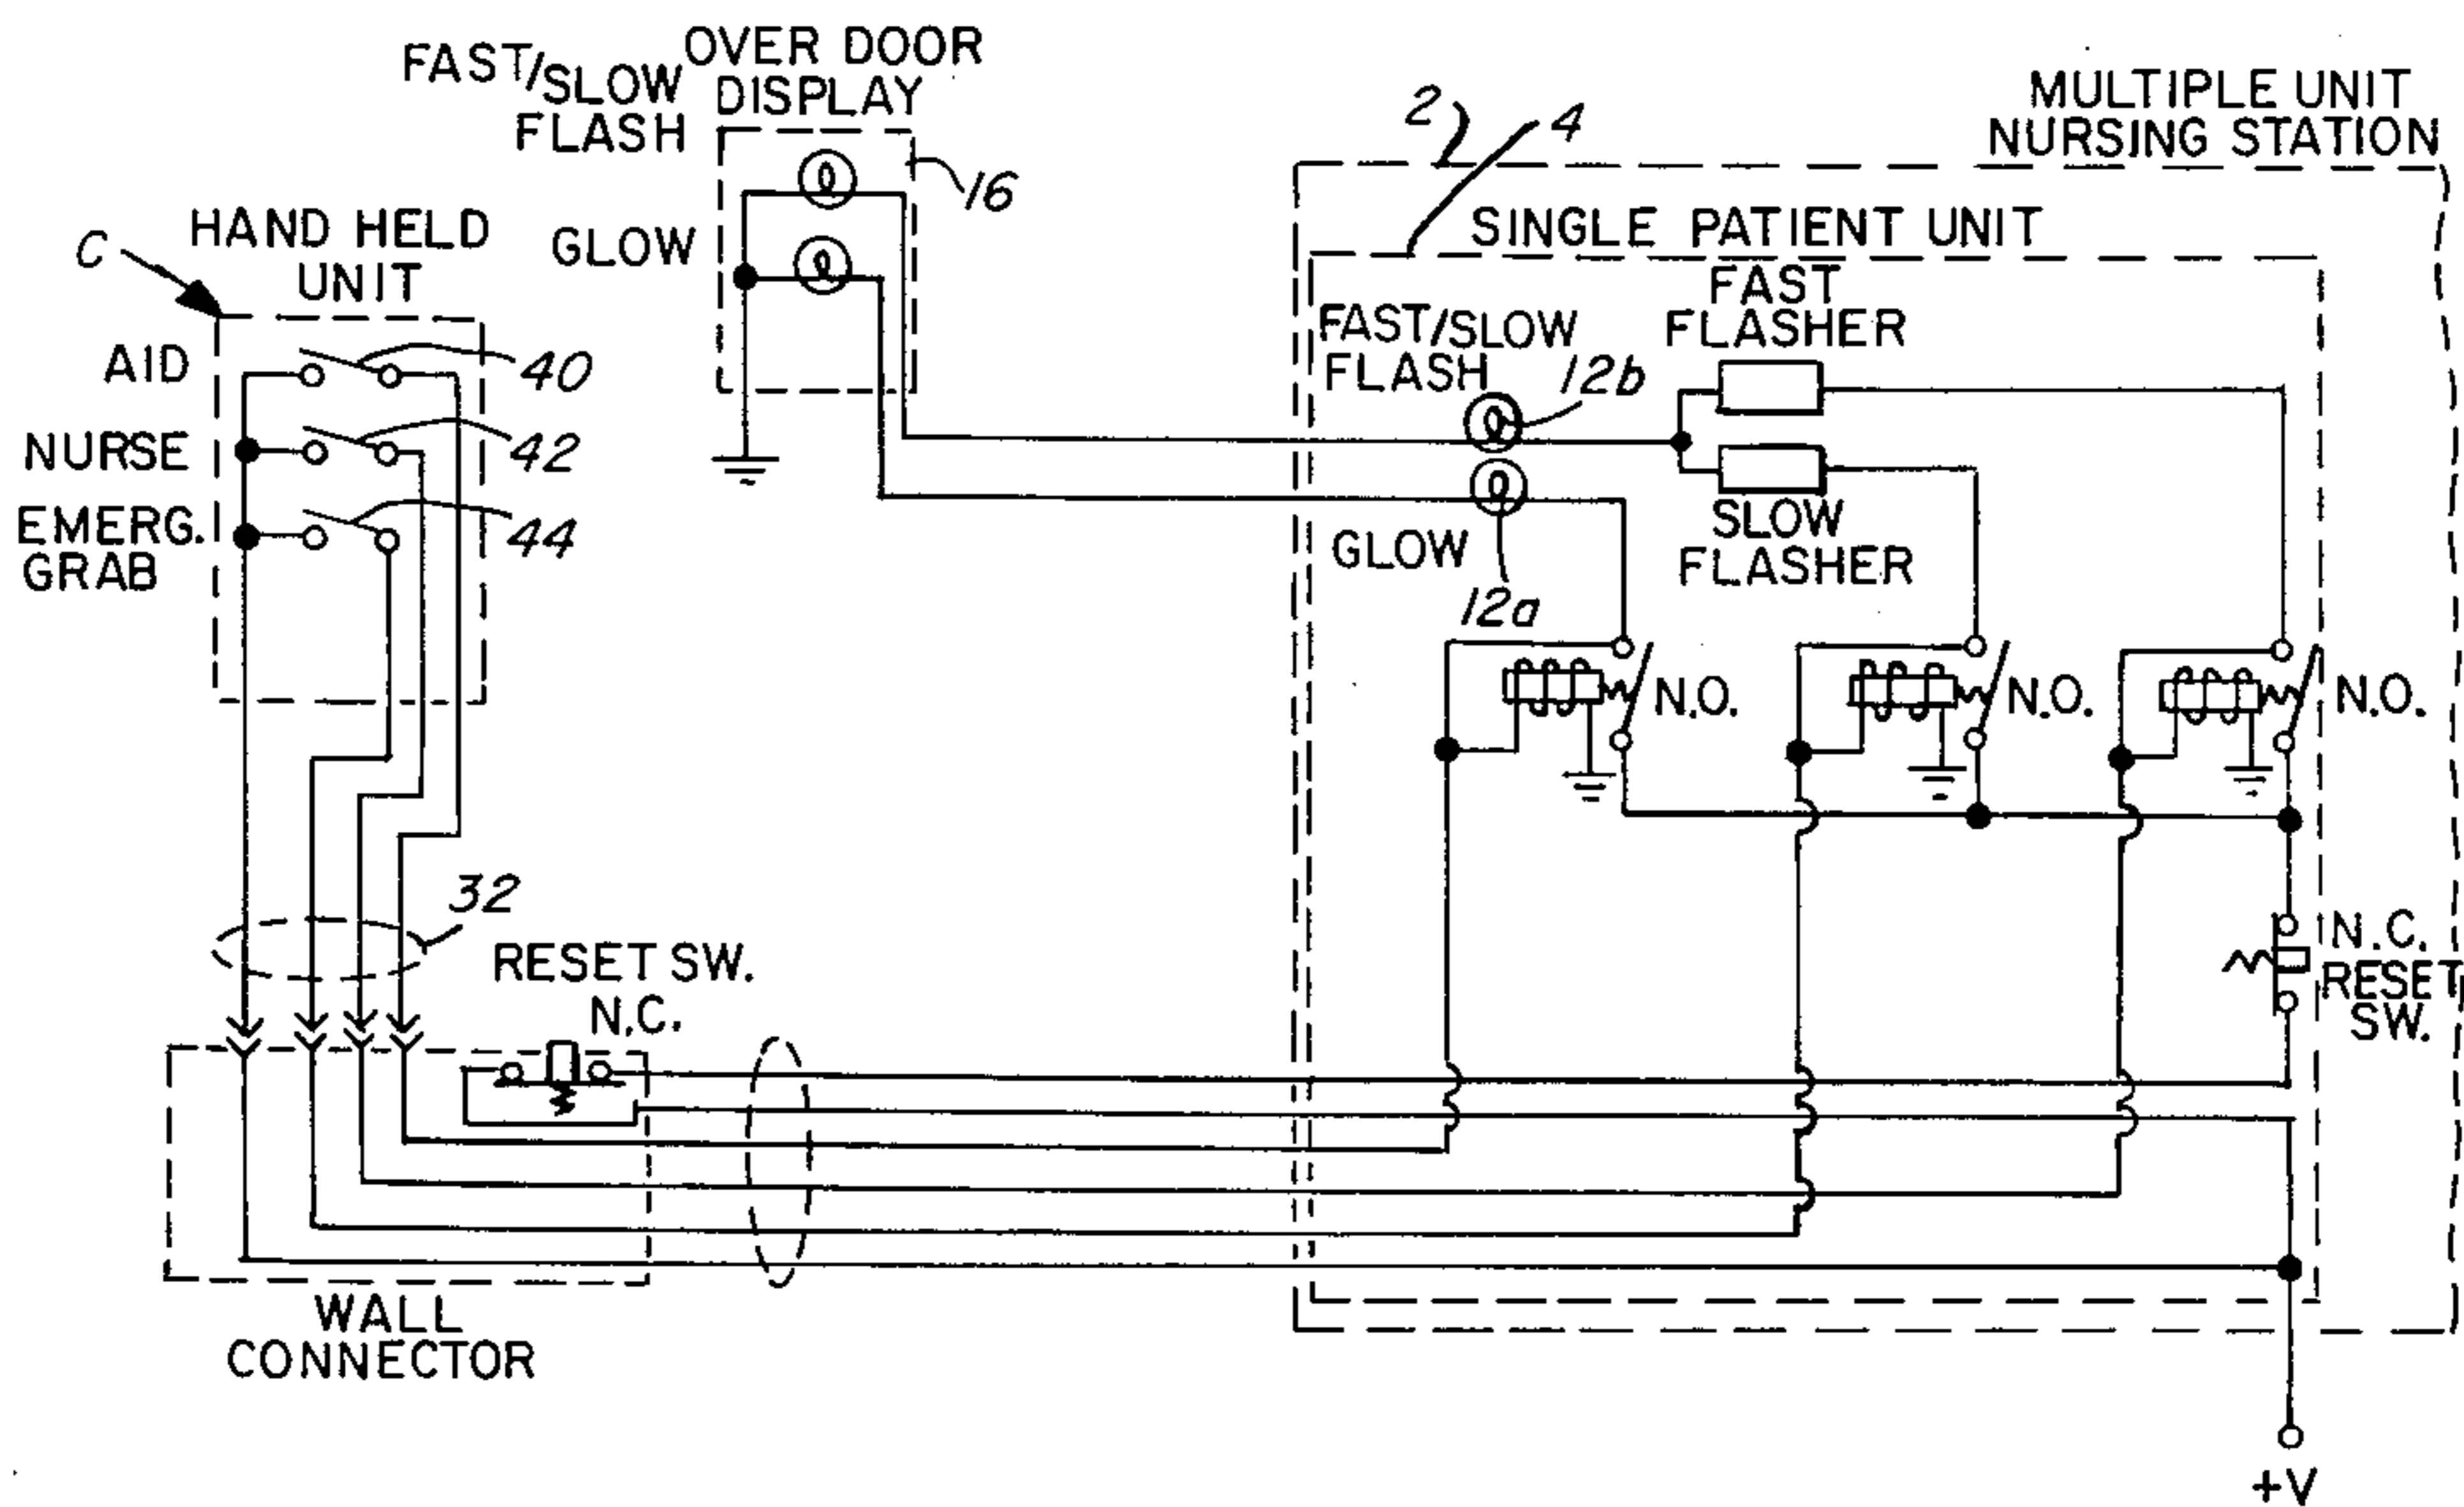 FAST/SLOW
FLASH
OVER DOOR
DISPLAY
16
GLOW
C
HAND HELD
UNIT
AID
40
NURSE
42
EMERG.
GRAB
44
32
RESET SW.
N.C.
WALL
CONNECTOR
2
4
MULTIPLE UNIT
NURSING STATION
SINGLE PATIENT UNIT
FAST/SLOW
FLASH
12b
FAST
FLASHER
SLOW
FLASHER
GLOW
12a
N.O.
N.O.
N.O.
N.C.
RESET
SW.
+V